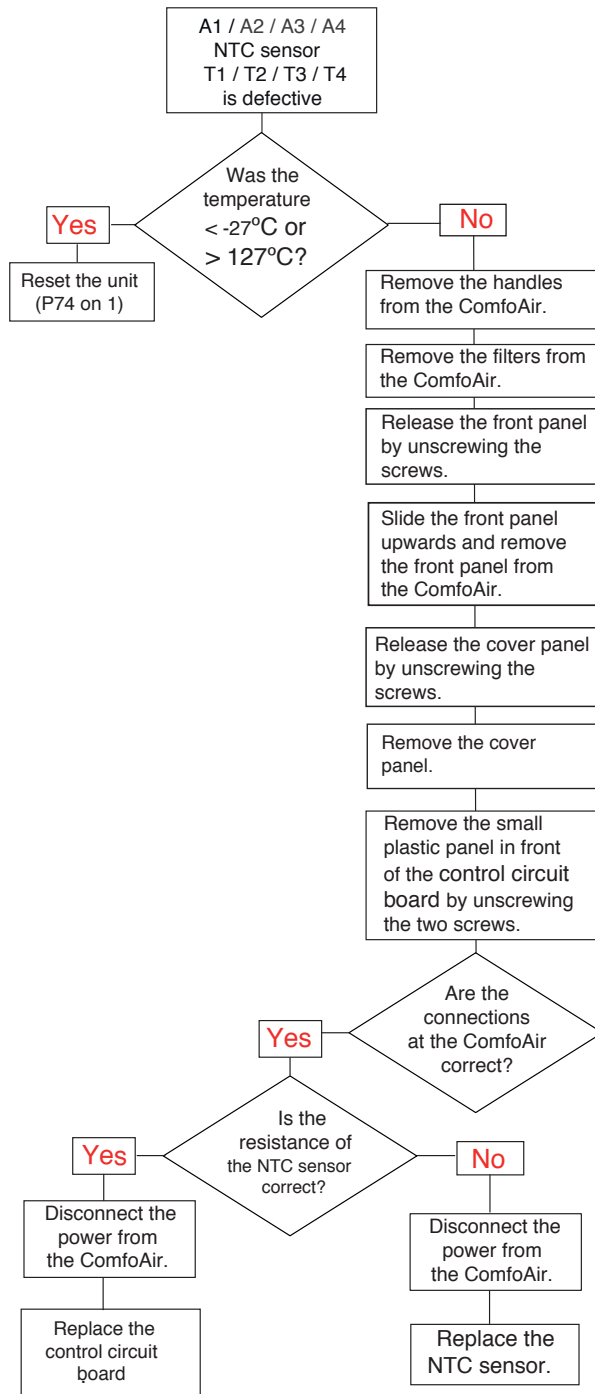 A1 / A2 / A3 / A4
NTC sensor
T1 / T2 / T3 / T4
is defective
Was the
temperature
< -27ºC or
> 127ºC?
Yes
No
Reset the unit
(P74 on 1)
Remove the handles
from the ComfoAir.
Remove the filters from
the ComfoAir.
Release the front panel
by unscrewing the
screws.
Slide the front panel
upwards and remove
the front panel from
the ComfoAir.
Release the cover panel
by unscrewing the
screws.
Remove the cover
panel.
Remove the small
plastic panel in front
of the control circuit
board by unscrewing
the two screws.
Are the
connections
at the ComfoAir
correct?
Yes
Is the
resistance of
the NTC sensor
correct?
Yes
No
Disconnect the
power from
the ComfoAir.
Replace the
control circuit
board
Disconnect the
power from
the ComfoAir.
Replace the
NTC sensor.